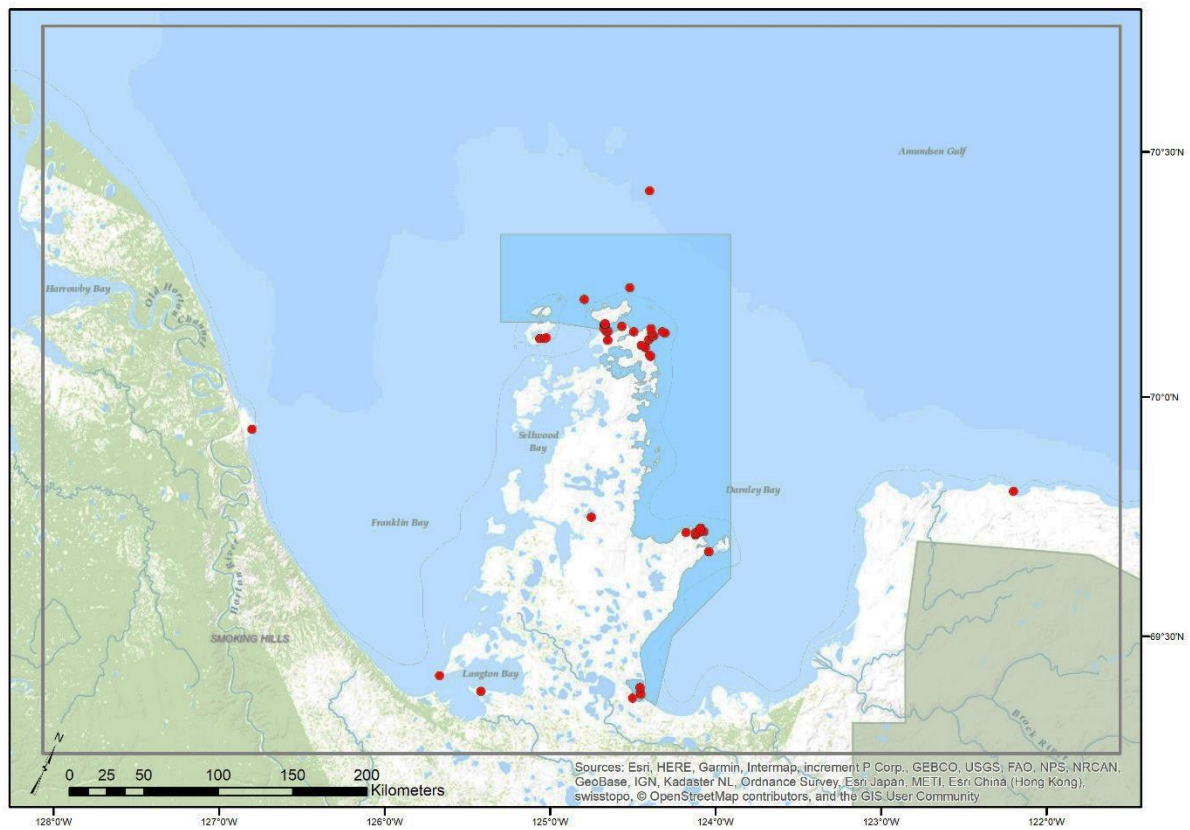 Amundsen Gulf
70°30'0"N
Harrowby Bay
Old Horton
Channel
70°0'0"N
Sellwood
Bay
Darnley Bay
Franklin Bay
Horton River
SMOKING HILLS
69°30'0"N
Langton Bay
Brock River
N
0 25 50 100 150 200
Kilometers
Sources: Esri, HERE, Garmin, Intermap, increment P Corp., GEBCO, USGS, FAO, NPS, NRCAN,
GeoBase, IGN, Kadaster NL, Ordnance Survey, Esri Japan, METI, Esri China (Hong Kong),
swisstopo, © OpenStreetMap contributors, and the GIS User Community
128°0'W 127°0'W 126°0'W 125°0'W 124°0'W 123°0'W 122°0'W